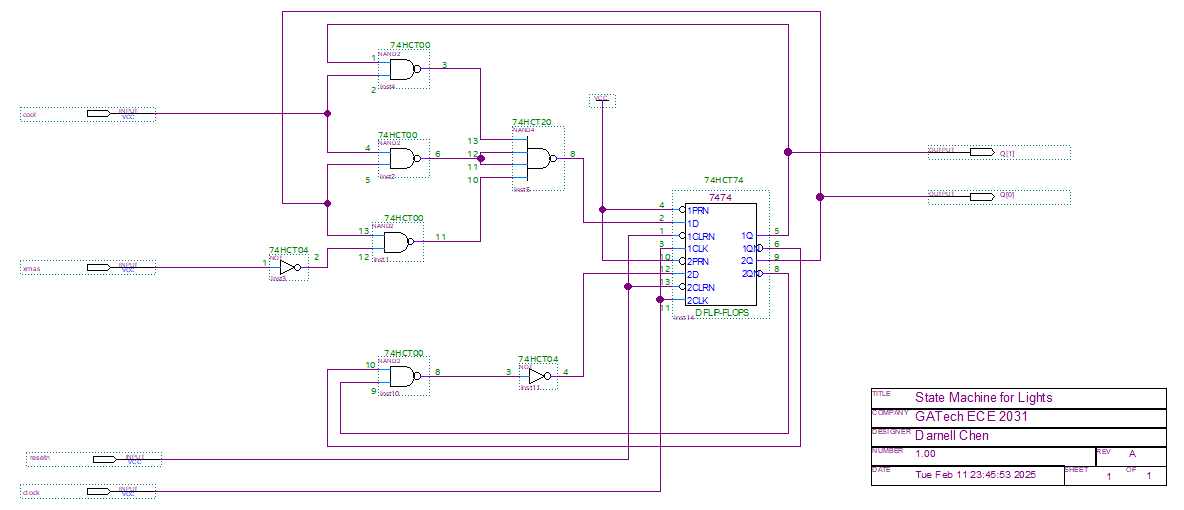 74HCT00
NAND2
1
3
2
inst4
cool
INPUT
VCC
74HCT00
NAND2
4
6
5
inst2
74HCT20
NAND4
13
12
11
10
8
inst5
VCC
OUTPUT
Q[1]
OUTPUT
Q[0]
74HCT74
7474
4
1PRN
2
1D
1
1CLRN
3
1CLK
10
2PRN
12
2D
13
2CLRN
11
2CLK
1Q
5
1QN
6
2Q
9
2QN
8
DFLIP-FLOPS
inst14
74HCT00
NAND2
13
11
12
inst1
74HCT04
NOT
xmas
INPUT
VCC
1
2
inst3
74HCT00
NAND2
10
8
9
inst10
74HCT04
NOT
3
4
inst11
resetn
INPUT
VCC
clock
INPUT
VCC
TITLE State Machine for Lights
COMPANY GATech ECE 2031
DESIGNER Darnell Chen
NUMBER 1.00 REV A
DATE Tue Feb 11 23:45:53 2025 SHEET 1 OF 1